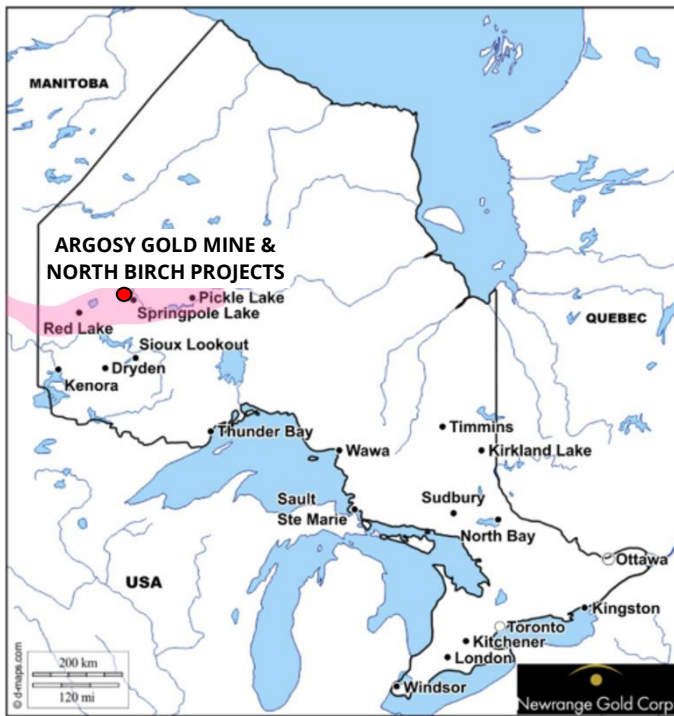 MANITOBA
ARGOSY GOLD MINE &
NORTH BIRCH PROJECTS
Pickle Lake
Springpole Lake
Red Lake
QUEBEC
Sioux Lookout
Dryden
Kenora
Thunder Bay
Timmins
Wawa
Kirkland Lake
Sault
Ste Marie
Sudbury
North Bay
Ottawa
USA
Kingston
Toronto
Kitchener
London
Windsor
200 km
120 mi
© d-maps.com
Newrange Gold Corp